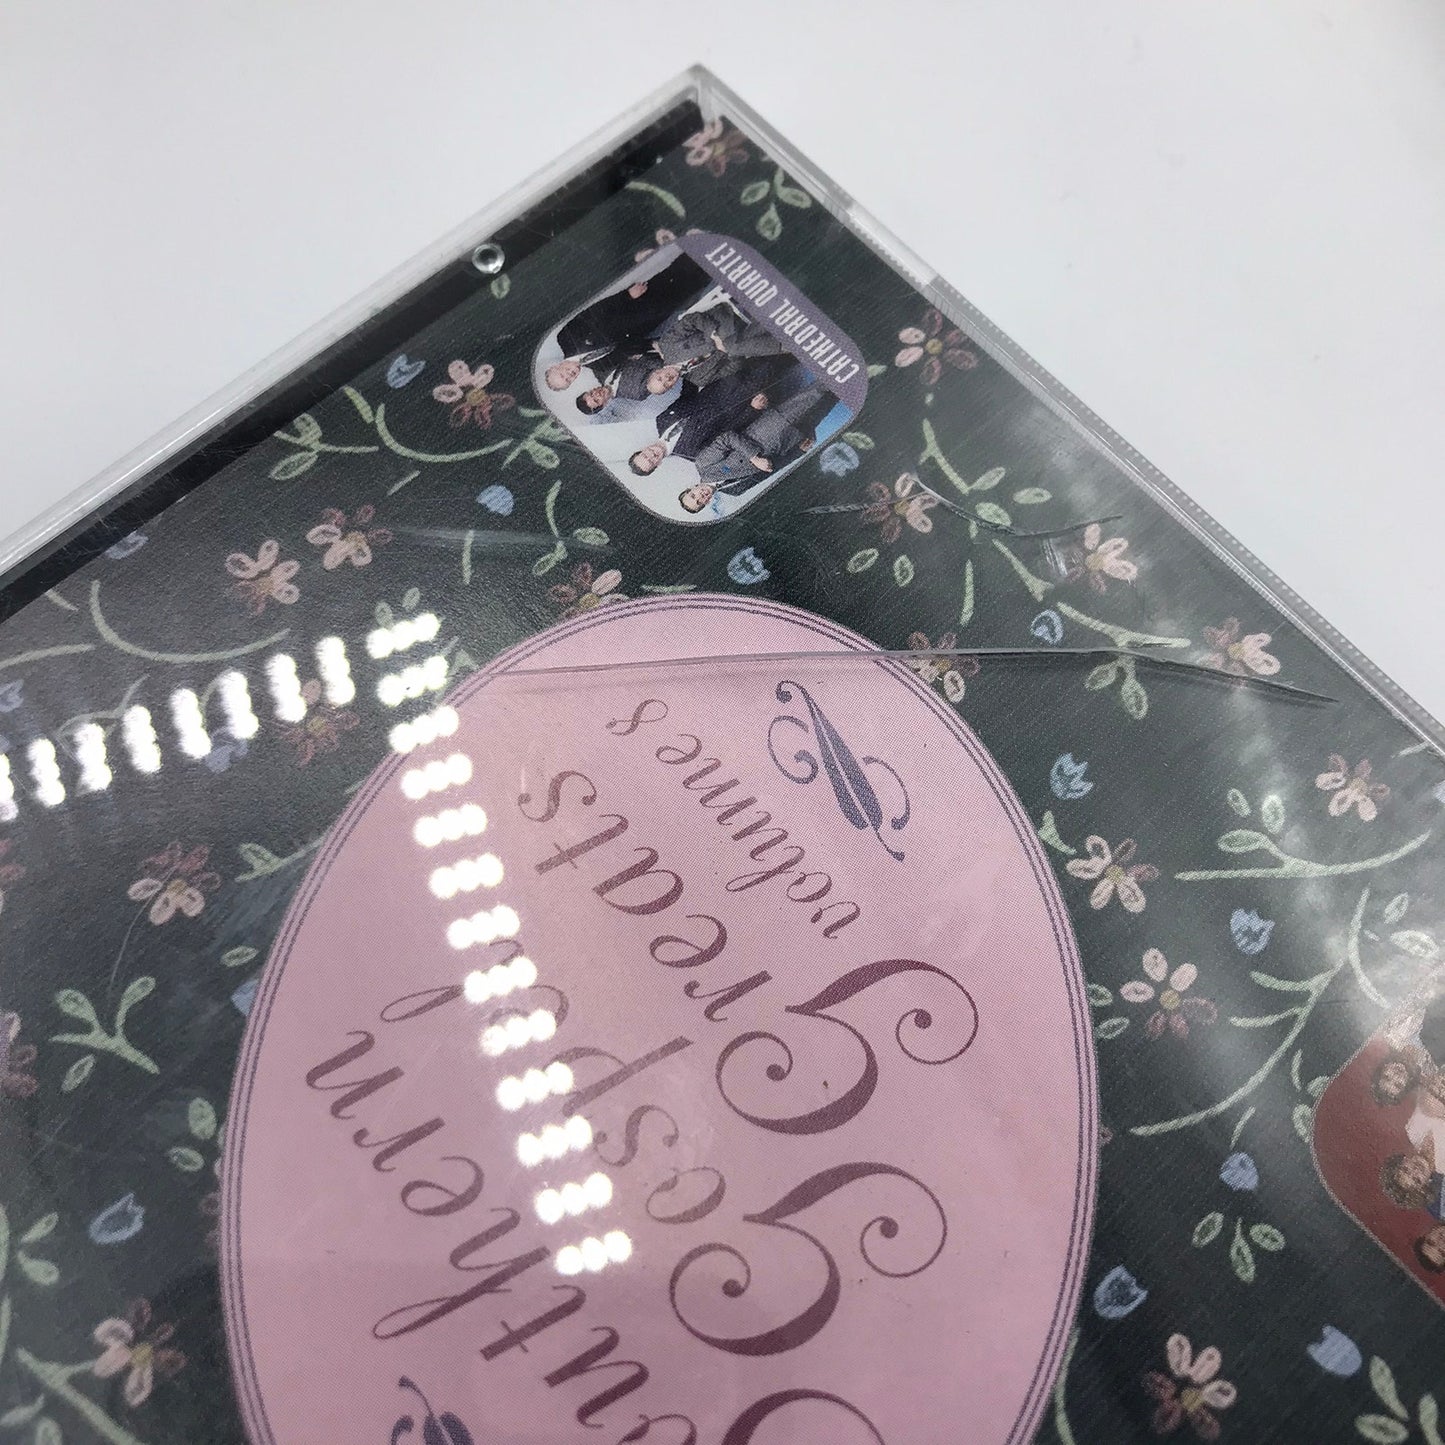 CATHEDRAL QUARTET
Southern
Gospel
Greats
volume 8